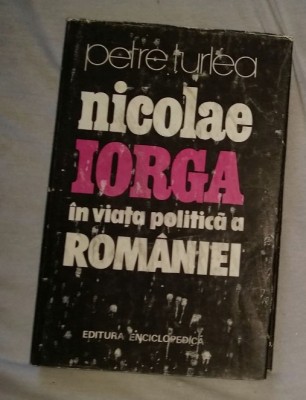 petre turlea
nicolae
IORGA
în viața politică a
ROMÂNIEI
EDITURA ENCICLOPEDICĂ